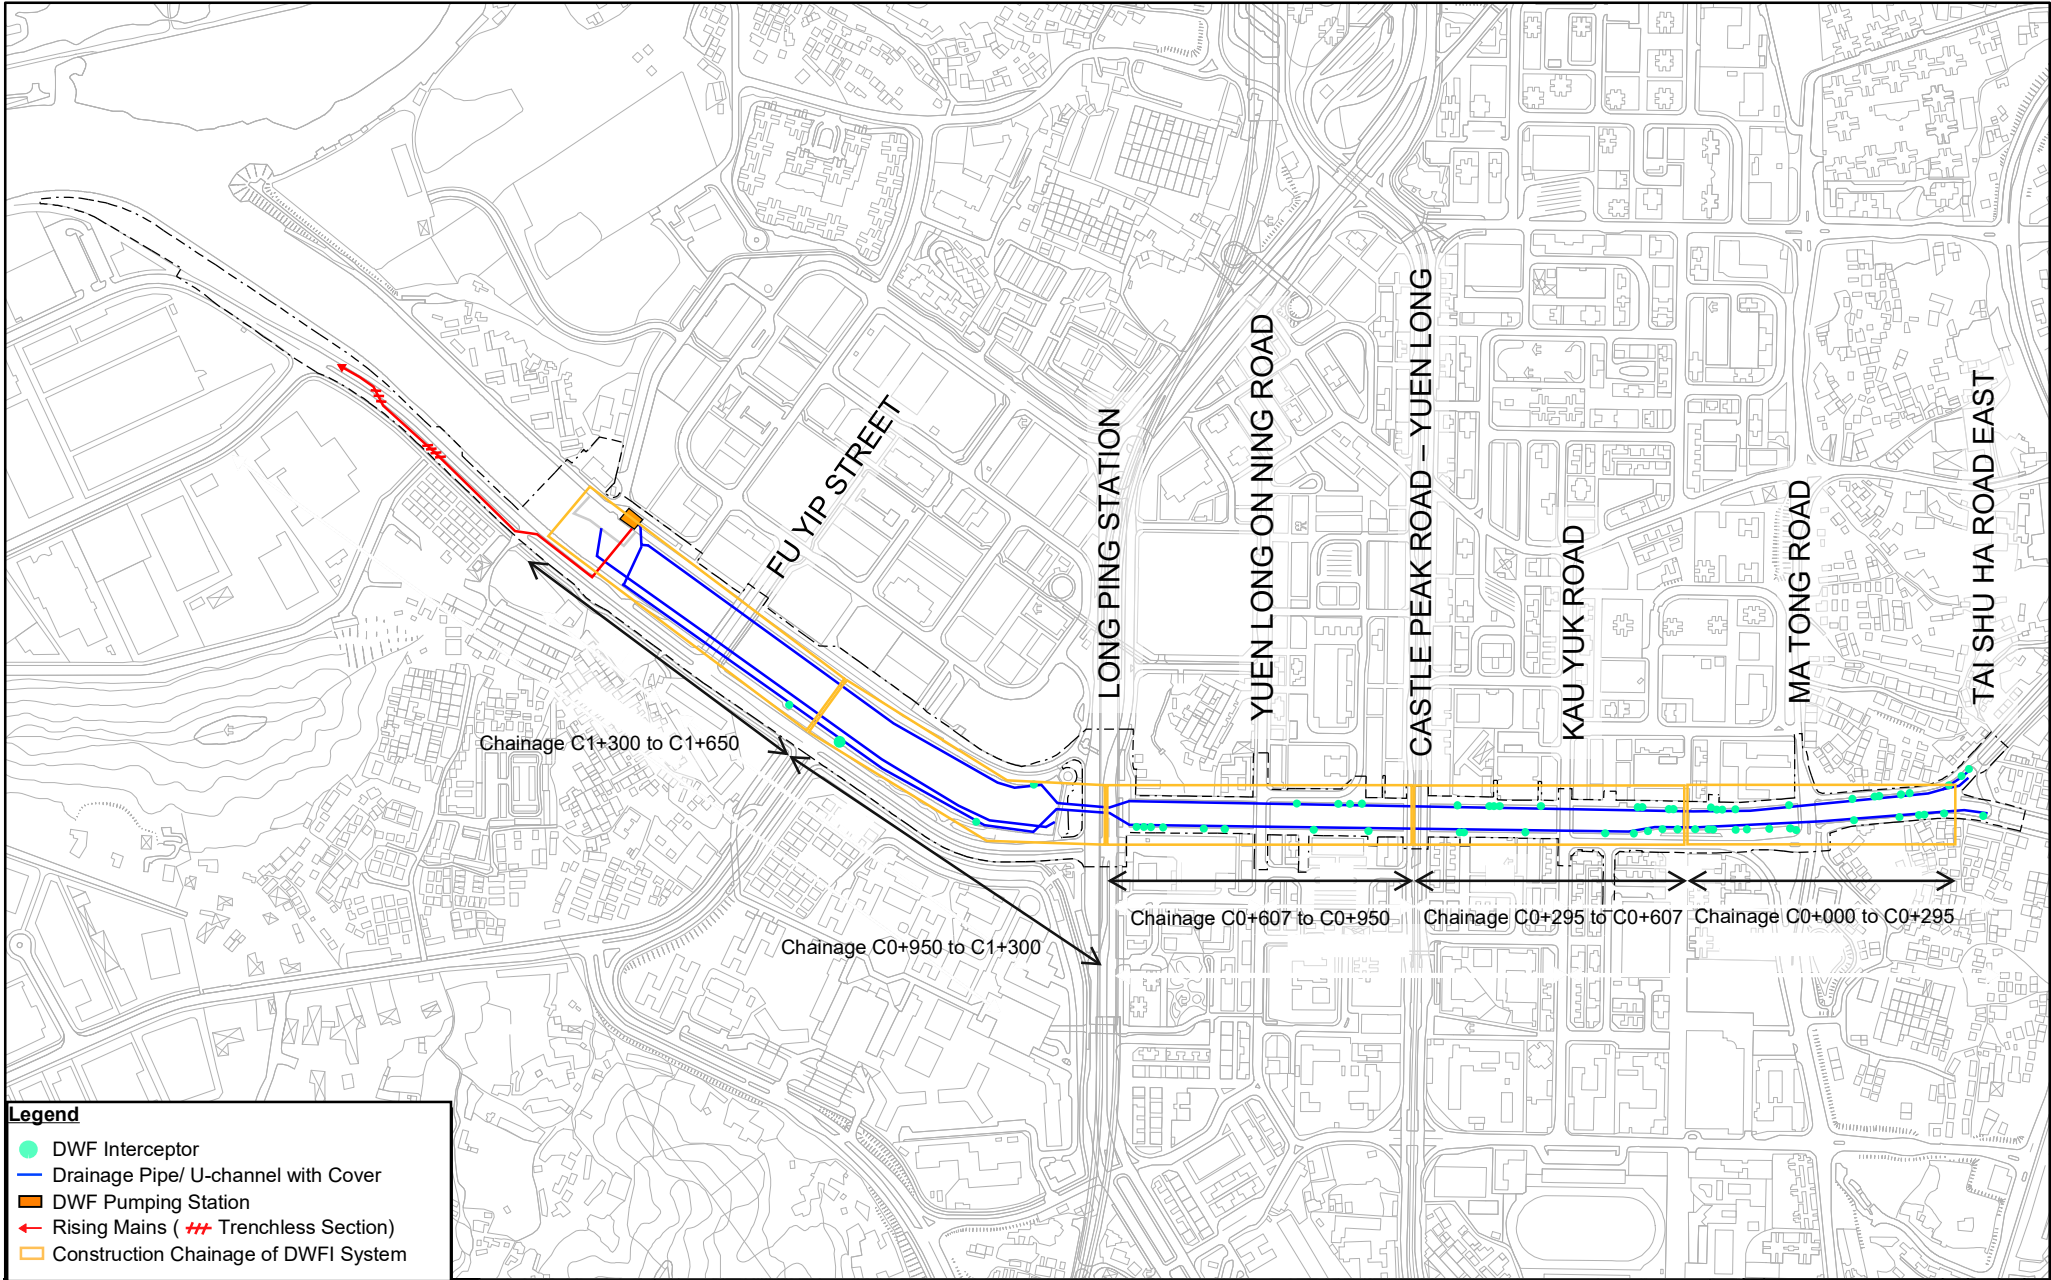 FU YIP STREET
LONG PING STATION
YUEN LONG ON NING ROAD
CASTLE PEAK ROAD – YUEN LONG
KAU YUK ROAD
MA TONG ROAD
TAI SHU HA ROAD EAST
Chainage C1+300 to C1+650
Chainage C0+950 to C1+300
Chainage C0+607 to C0+950
Chainage C0+295 to C0+607
Chainage C0+000 to C0+295
Legend
DWF Interceptor
Drainage Pipe/ U-channel with Cover
DWF Pumping Station
Rising Mains ( Trenchless Section)
Construction Chainage of DWFI System